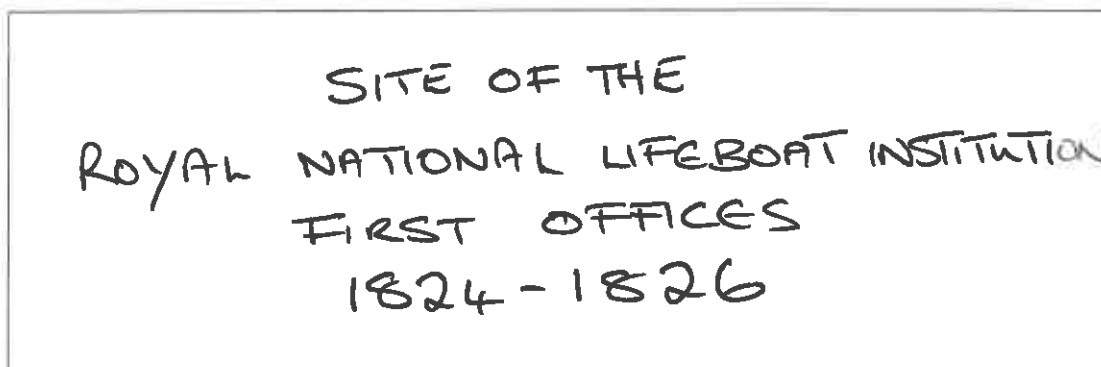 SITE OF THE
ROYAL NATIONAL LIFEBOAT INSTITUTION
FIRST OFFICES
1824-1826